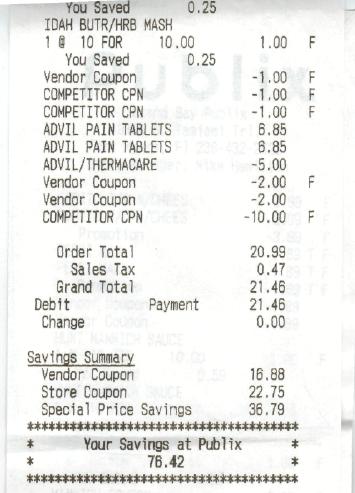 You Saved 0.25
IDAH BUTR/HRB MASH
1 @ 10 FOR 10.00 1.00 F
You Saved 0.25
Vendor Coupon -1.00 F
COMPETITOR CPN -1.00 F
COMPETITOR CPN -1.00 F
ADVIL PAIN TABLETS 6.85
ADVIL PAIN TABLETS 6.85
ADVIL/THERMACARE -5.00
Vendor Coupon -2.00 F
Vendor Coupon -2.00
COMPETITOR CPN -10.00 F
Order Total 20.99
Sales Tax 0.47
Grand Total 21.46
Debit Payment 21.46
Change 0.00
Savings Summary
Vendor Coupon 16.88
Store Coupon 22.75
Special Price Savings 36.79
**************************************
* Your Savings at Publix *
* 76.42 *
**************************************